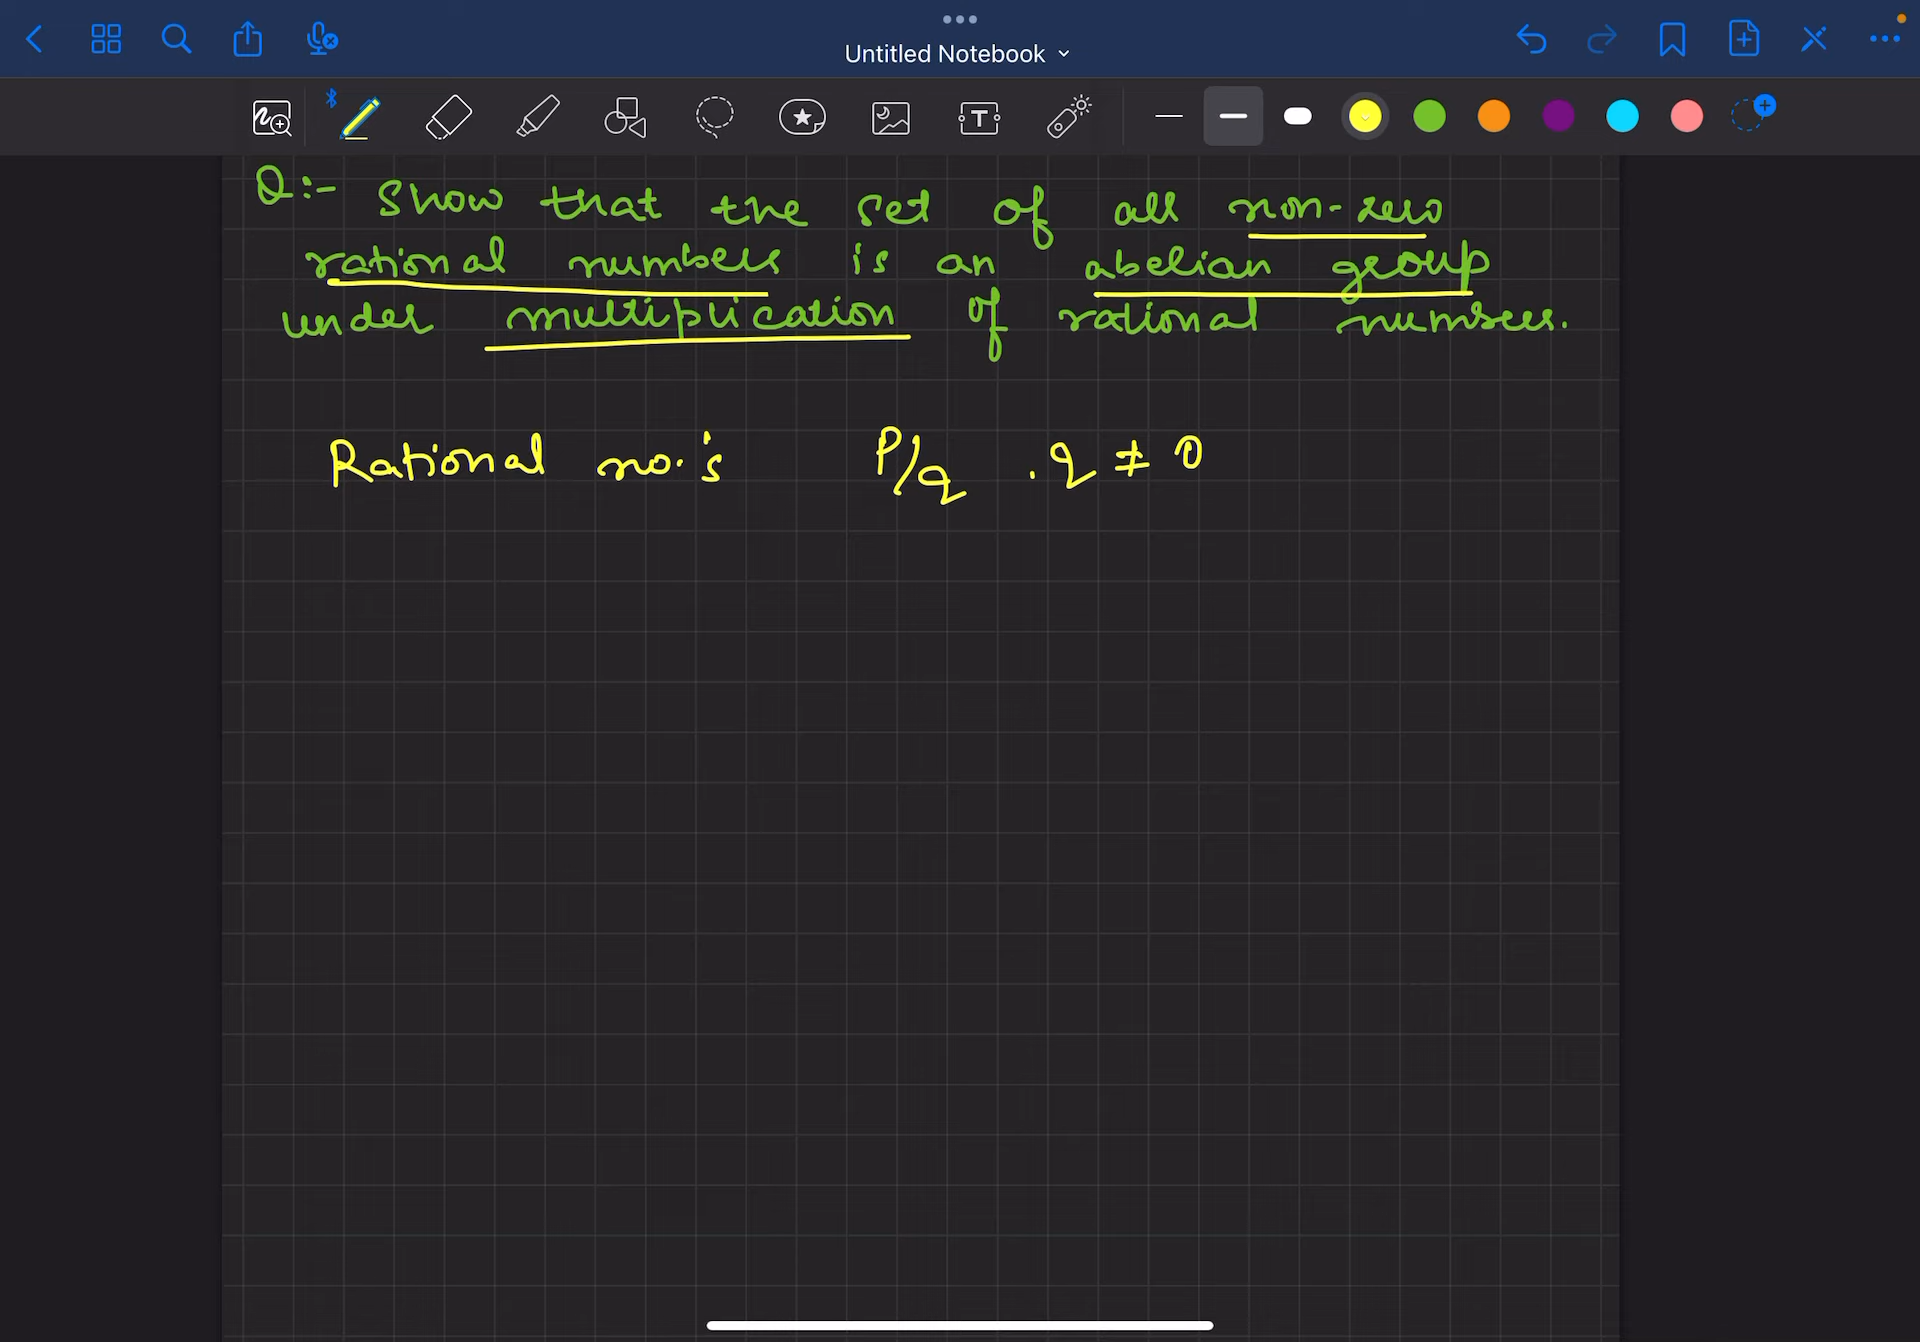 Untitled Notebook
Q:- Show that the set of all non-zero
rational numbers is an abelian group
under multiplication of rational numbers.
Rational no.'s P/q . q ≠ 0